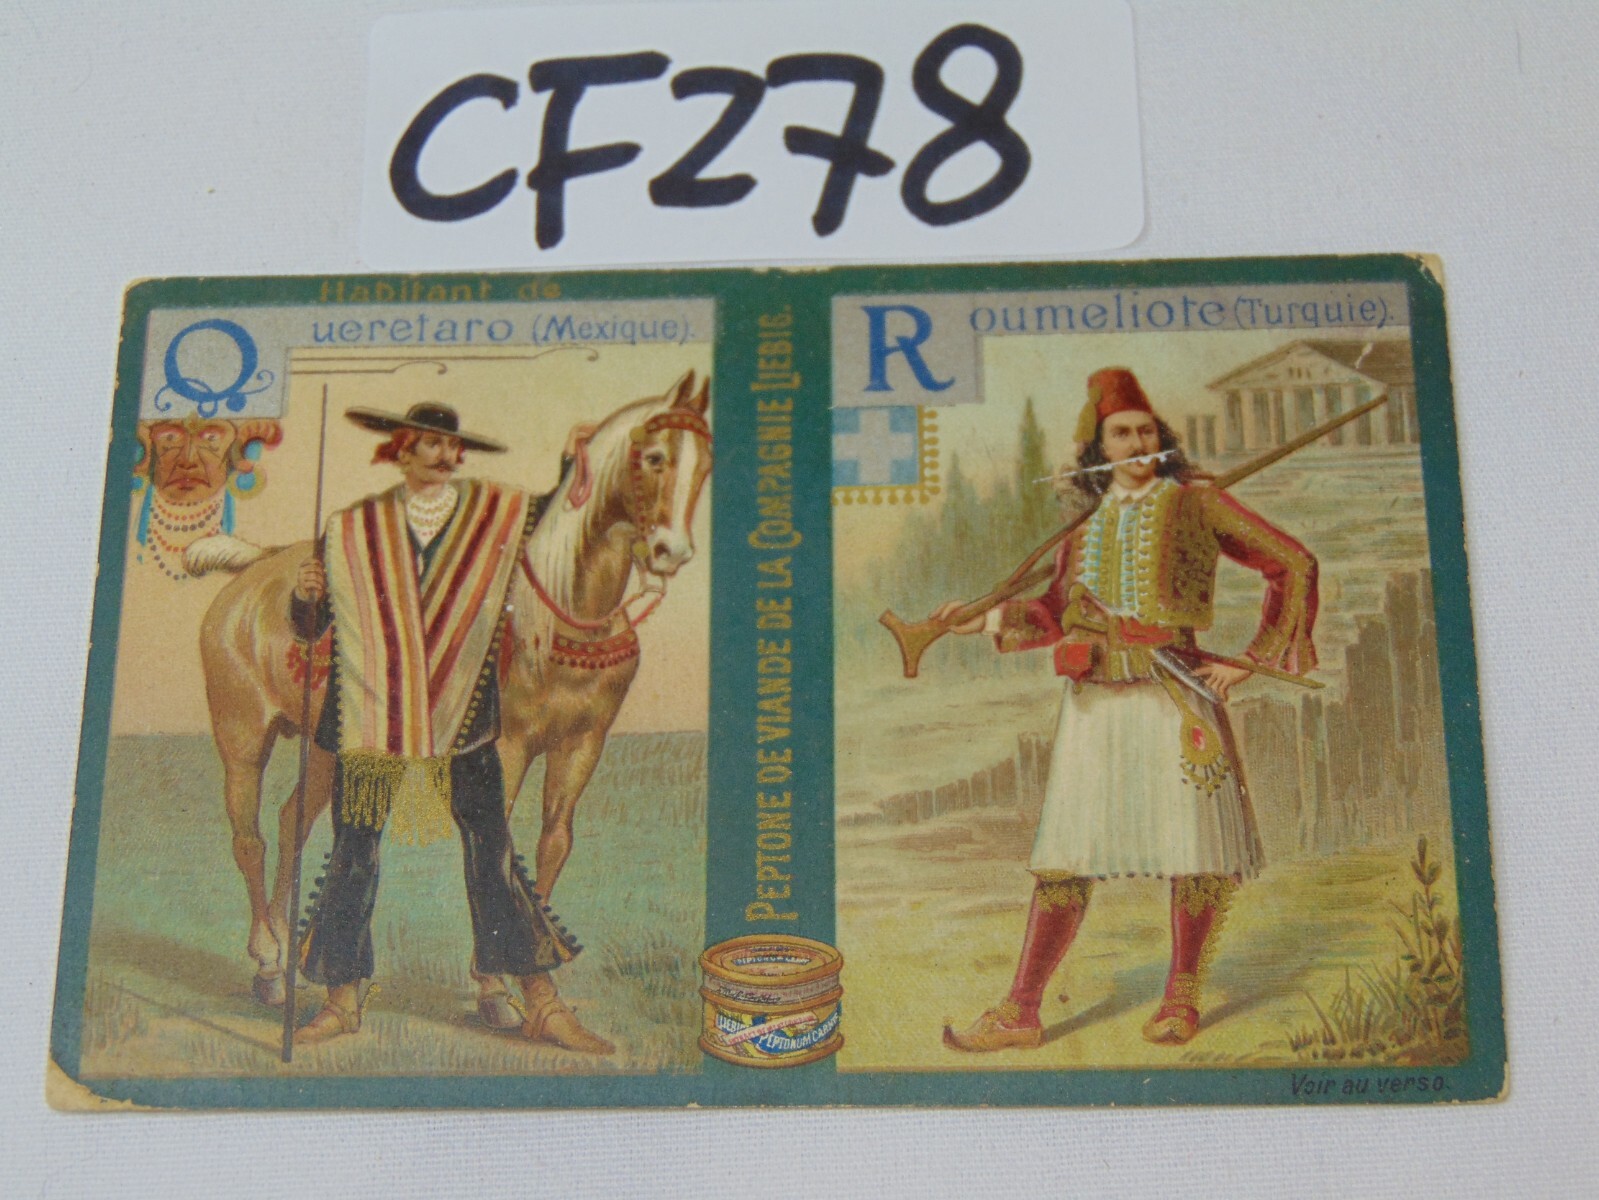 CF278
Habitant de
Queretaro (Mexique).
Roumeliote (Turquie).
PEPTONE DE VIANDE DE LA COMPAGNIE LIEBIG.
PEPTONUM CARNIS
Voir au verso.